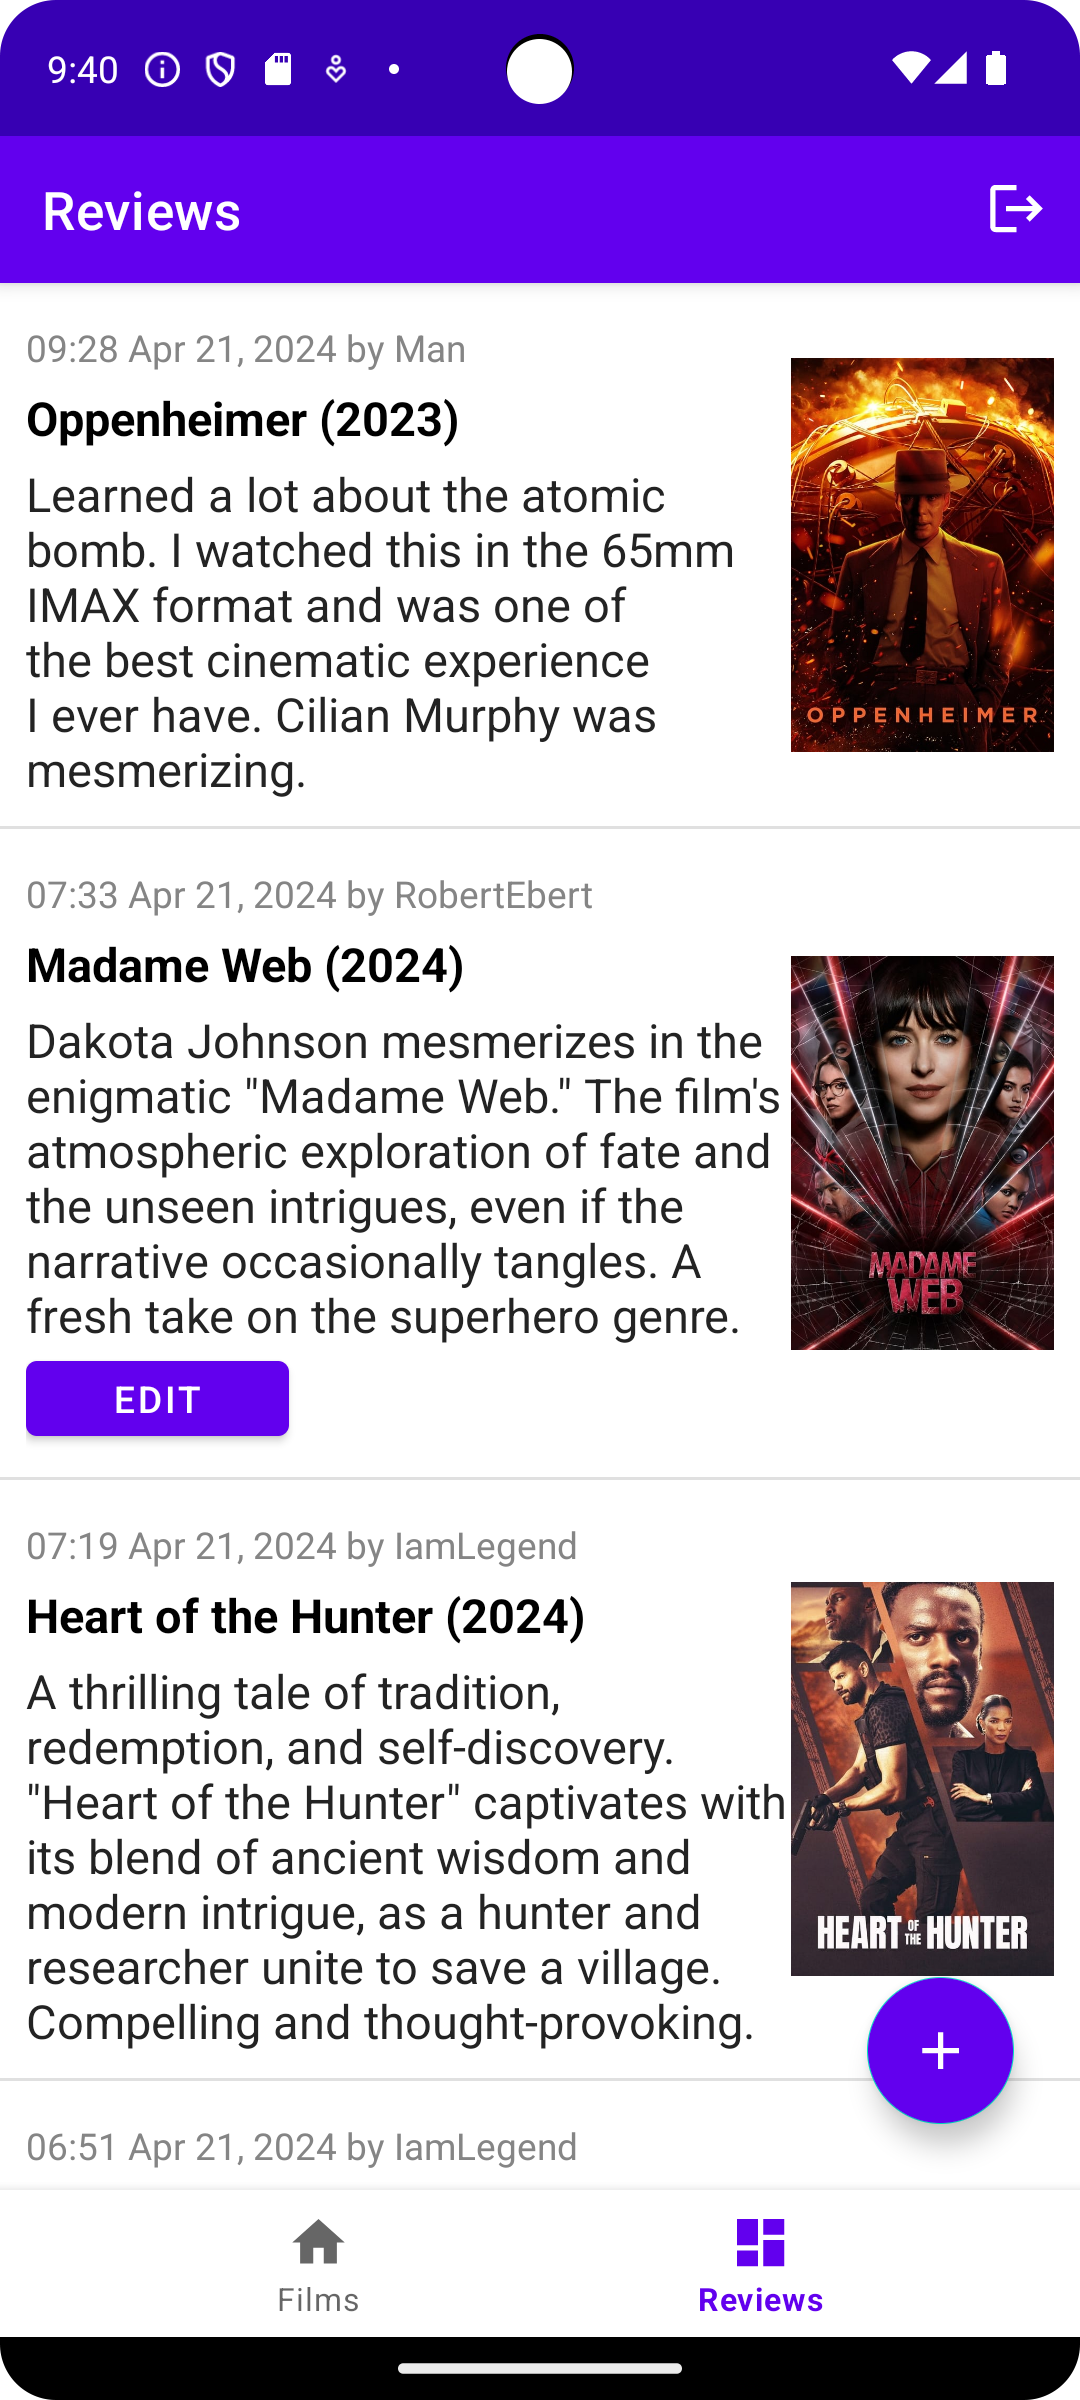 9:40
Reviews
09:28 Apr 21, 2024 by Man
Oppenheimer (2023)
Learned a lot about the atomic
bomb. I watched this in the 65mm
IMAX format and was one of
the best cinematic experience
I ever have. Cilian Murphy was
mesmerizing.
OPPENHEIMER
07:33 Apr 21, 2024 by RobertEbert
Madame Web (2024)
Dakota Johnson mesmerizes in the
enigmatic "Madame Web." The film's
atmospheric exploration of fate and
the unseen intrigues, even if the
narrative occasionally tangles. A
fresh take on the superhero genre.
MADAME
WEB
EDIT
07:19 Apr 21, 2024 by IamLegend
Heart of the Hunter (2024)
A thrilling tale of tradition,
redemption, and self-discovery.
"Heart of the Hunter" captivates with
its blend of ancient wisdom and
modern intrigue, as a hunter and
researcher unite to save a village.
Compelling and thought-provoking.
HEART OF THE HUNTER
06:51 Apr 21, 2024 by IamLegend
Films
Reviews